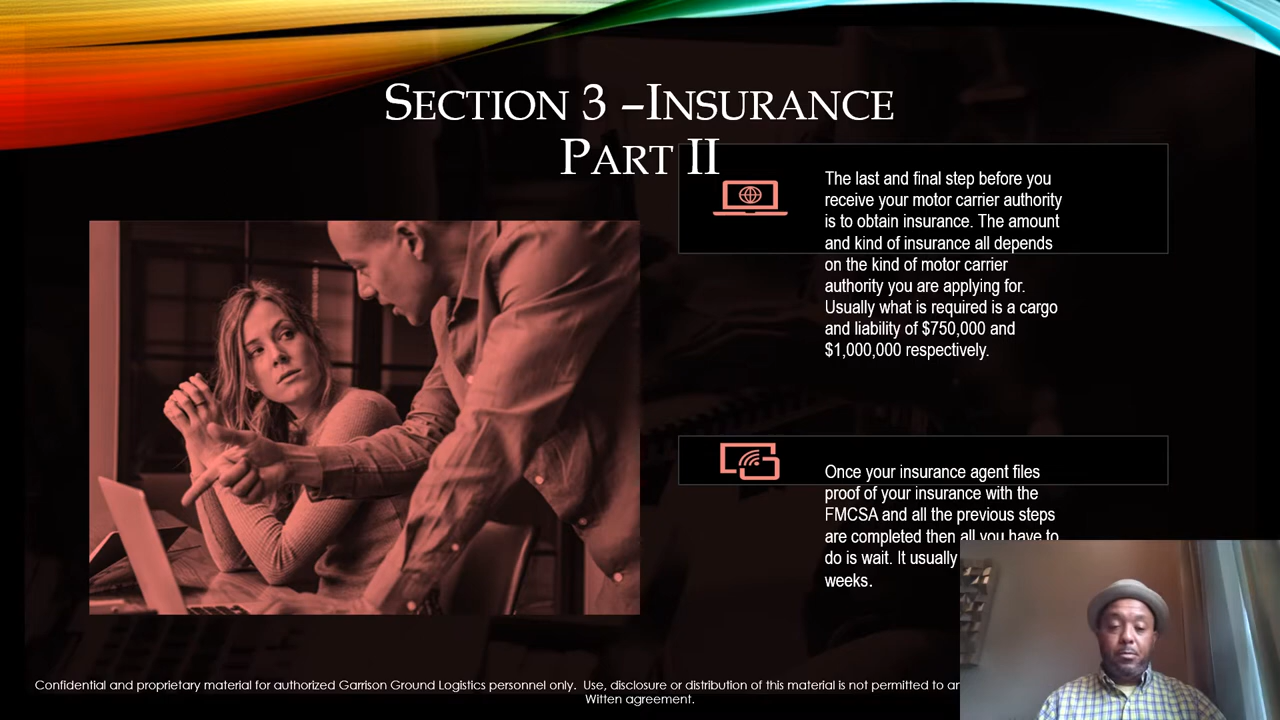 SECTION 3 –INSURANCE
PART II
The last and final step before you
receive your motor carrier authority
is to obtain insurance. The amount
and kind of insurance all depends
on the kind of motor carrier
authority you are applying for.
Usually what is required is a cargo
and liability of $750,000 and
$1,000,000 respectively.
Once your insurance agent files
proof of your insurance with the
FMCSA and all the previous steps
are completed then all you have to
do is wait. It usually
weeks.
Confidential and proprietary material for authorized Garrison Ground Logistics personnel only. Use, disclosure or distribution of this material is not permitted to
Witten agreement.